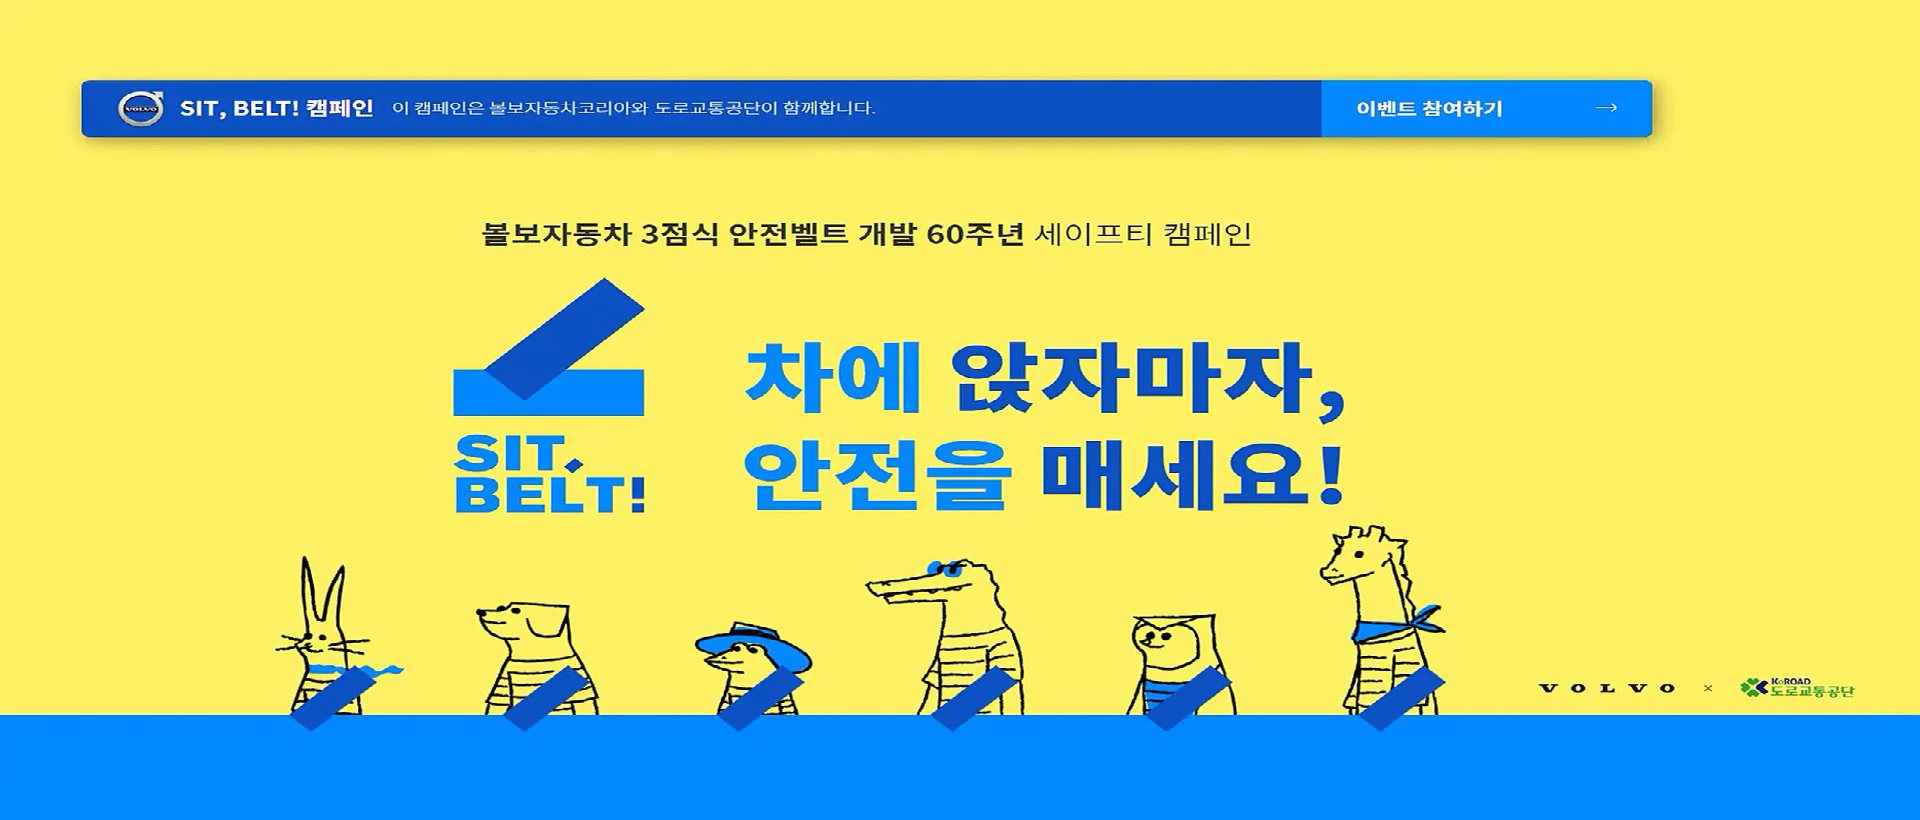 VOLVO
SIT, BELT! 캠페인 이 캠페인은 볼보자동차코리아와 도로교통공단이 함께합니다.
이벤트 참여하기 →
볼보자동차 3점식 안전벨트 개발 60주년 세이프티 캠페인
SIT,
BELT!
차에 앉자마자,
안전을 매세요!
VOLVO × KoROAD
도로교통공단